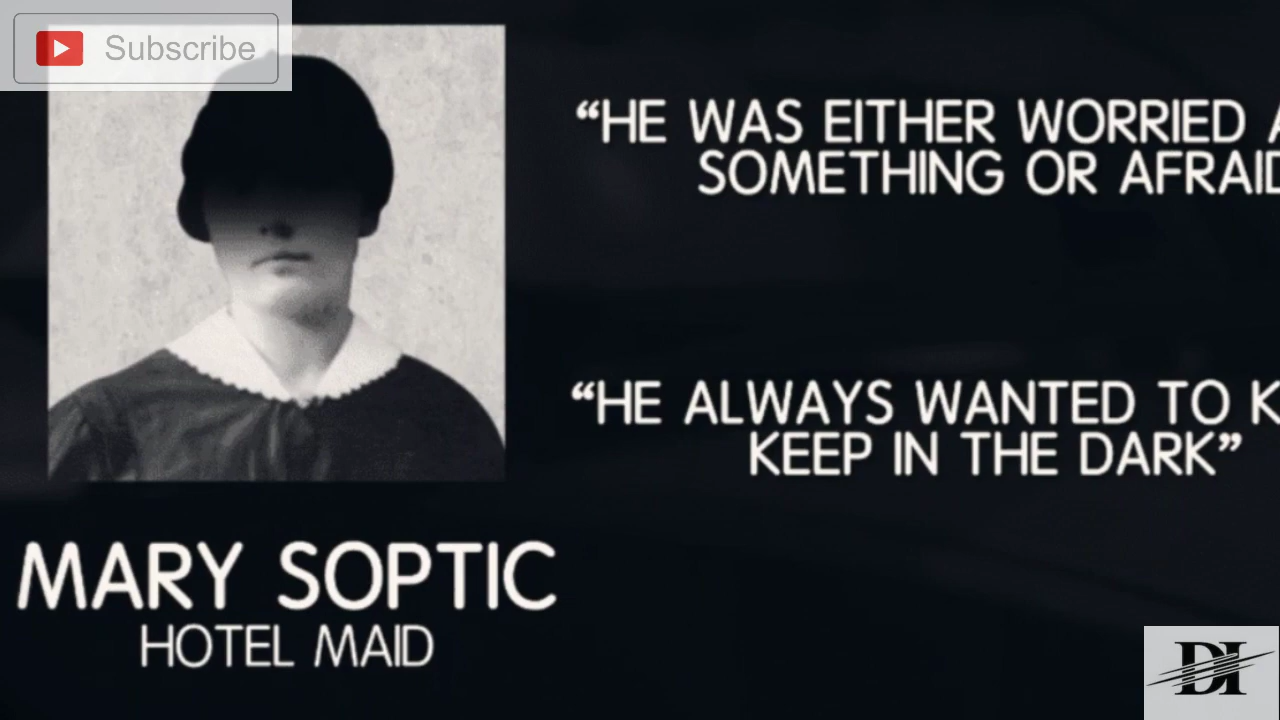 Subscribe
“HE WAS EITHER WORRIED
SOMETHING OR AFRAID
“HE ALWAYS WANTED TO
KEEP IN THE DARK”
MARY SOPTIC
HOTEL MAID
DI